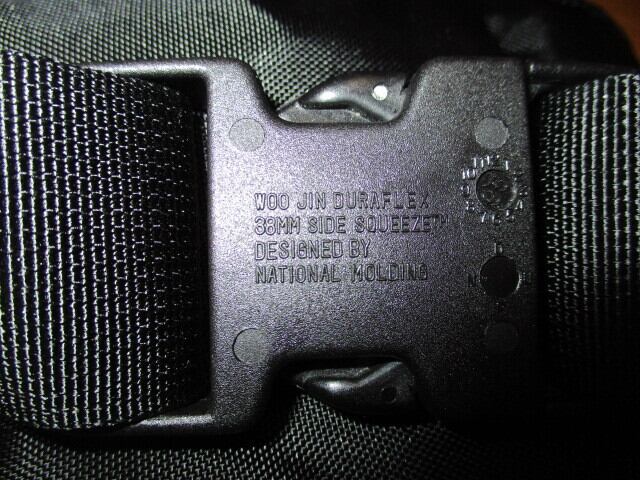 WOO JIN DURAFLEX
38MM SIDE SQUEEZE™
DESIGNED BY
NATIONAL MOLDING